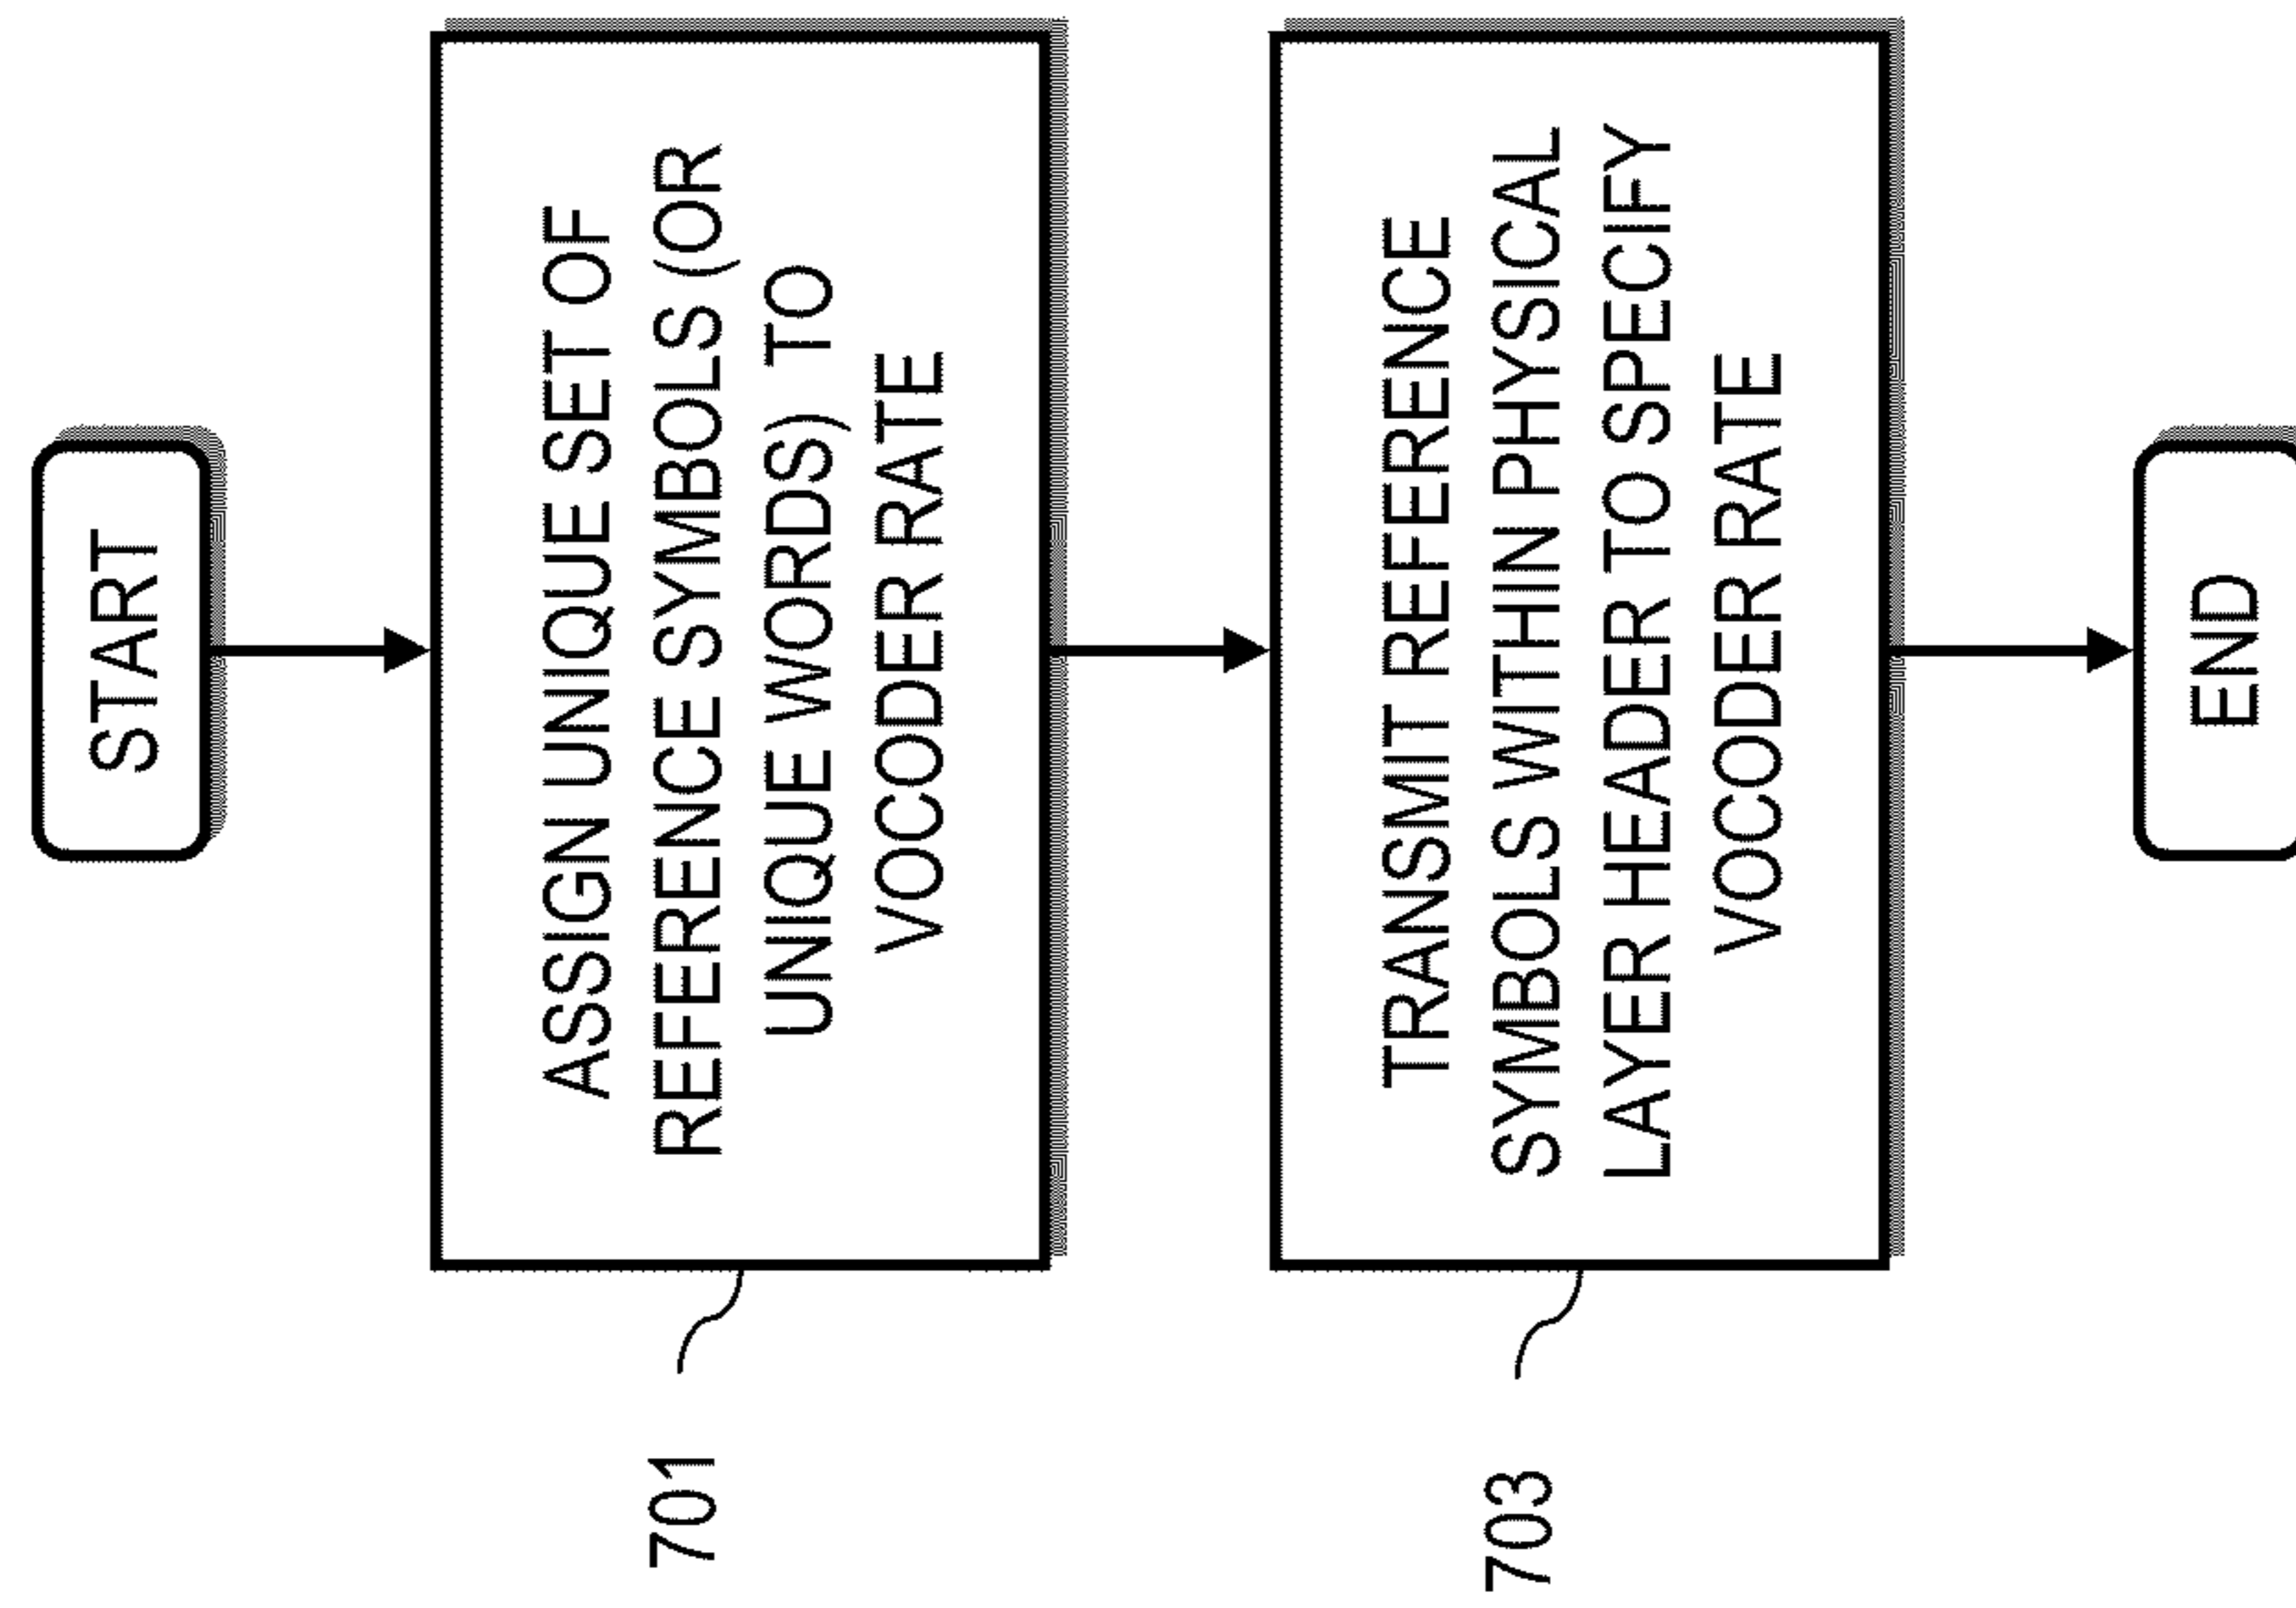 START
ASSIGN UNIQUE SET OF
REFERENCE SYMBOLS (OR
UNIQUE WORDS) TO
VOCODER RATE
701
TRANSMIT REFERENCE
SYMBOLS WITHIN PHYSICAL
LAYER HEADER TO SPECIFY
VOCODER RATE
703
END